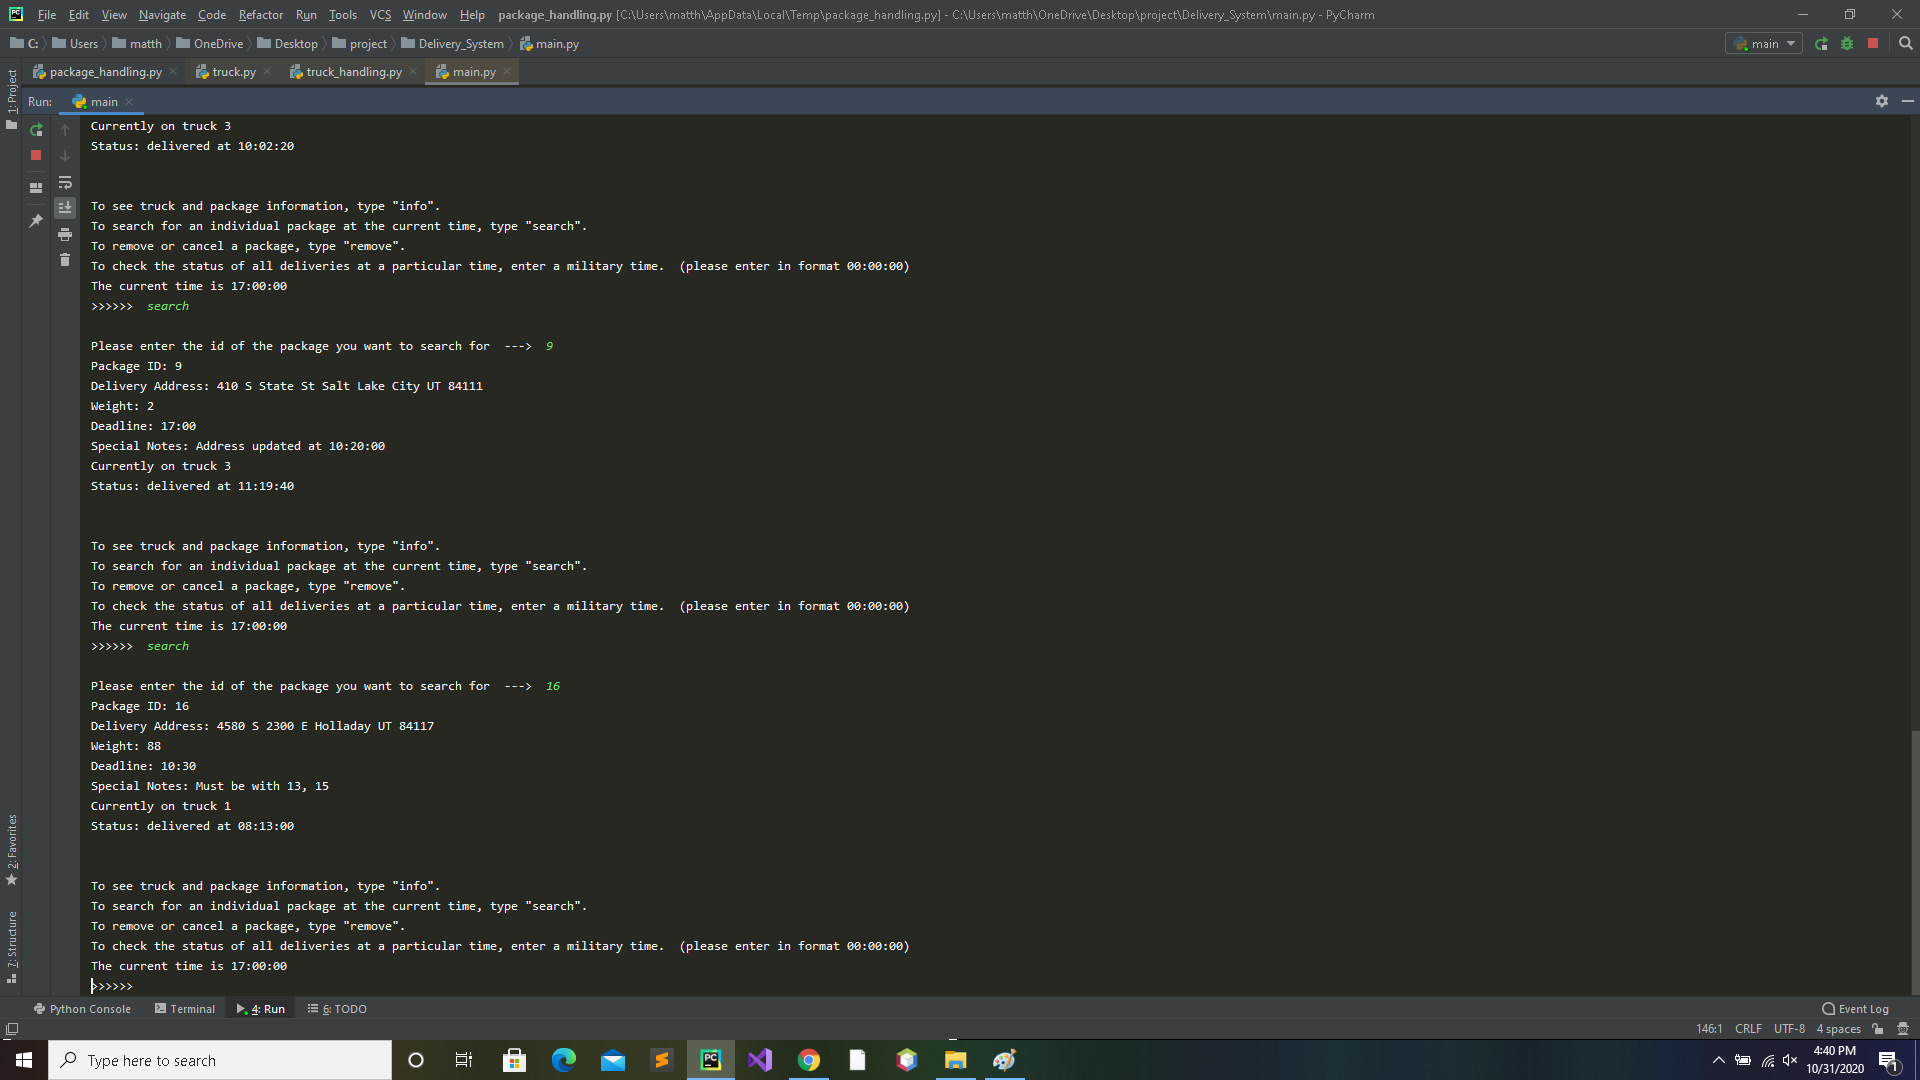 File Edit View Navigate Code Refactor Run Tools VCS Window Help package_handling.py [C:\Users\matth\AppData\Local\Temp\package_handling.py] - C:\Users\matth\OneDrive\Desktop\project\Delivery_System\main.py - PyCharm
C: Users matth OneDrive Desktop project Delivery_System main.py main
package_handling.py truck.py truck_handling.py main.py
1: Project
Run: main
Currently on truck 3
Status: delivered at 10:02:20
To see truck and package information, type "info".
To search for an individual package at the current time, type "search".
To remove or cancel a package, type "remove".
To check the status of all deliveries at a particular time, enter a military time.  (please enter in format 00:00:00)
The current time is 17:00:00
>>>>>>  search
Please enter the id of the package you want to search for  --->  9
Package ID: 9
Delivery Address: 410 S State St Salt Lake City UT 84111
Weight: 2
Deadline: 17:00
Special Notes: Address updated at 10:20:00
Currently on truck 3
Status: delivered at 11:19:40
To see truck and package information, type "info".
To search for an individual package at the current time, type "search".
To remove or cancel a package, type "remove".
To check the status of all deliveries at a particular time, enter a military time.  (please enter in format 00:00:00)
The current time is 17:00:00
>>>>>>  search
Please enter the id of the package you want to search for  --->  16
Package ID: 16
Delivery Address: 4580 S 2300 E Holladay UT 84117
Weight: 88
Deadline: 10:30
Special Notes: Must be with 13, 15
Currently on truck 1
Status: delivered at 08:13:00
To see truck and package information, type "info".
To search for an individual package at the current time, type "search".
To remove or cancel a package, type "remove".
To check the status of all deliveries at a particular time, enter a military time.  (please enter in format 00:00:00)
The current time is 17:00:00
>>>>>>
2: Favorites
7: Structure
Python Console Terminal 4: Run 6: TODO Event Log
146:1 CRLF UTF-8 4 spaces
Type here to search
PC
4:40 PM
10/31/2020
1